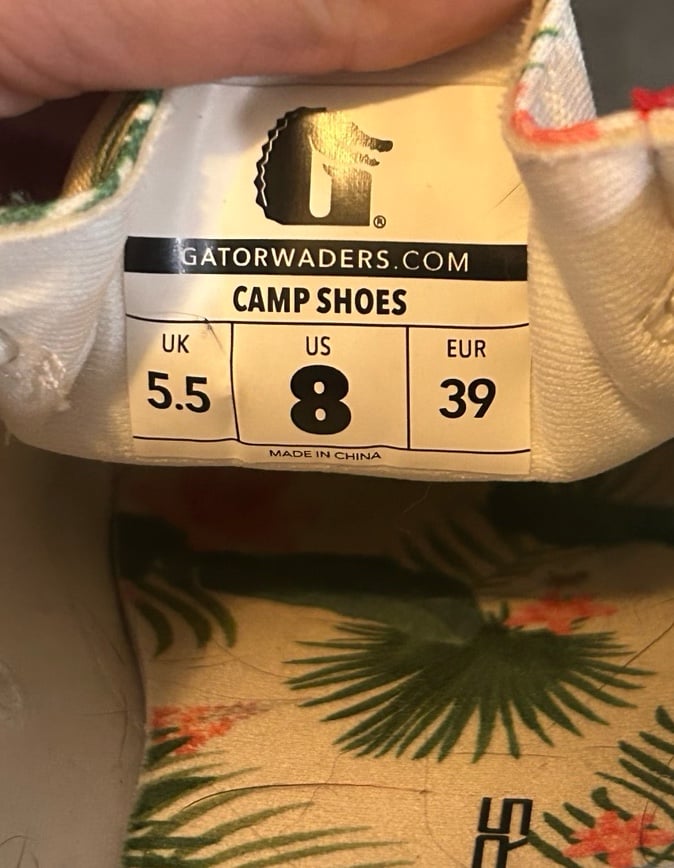 G®
GATORWADERS.COM
CAMP SHOES
UK US EUR
5.5 8 39
MADE IN CHINA